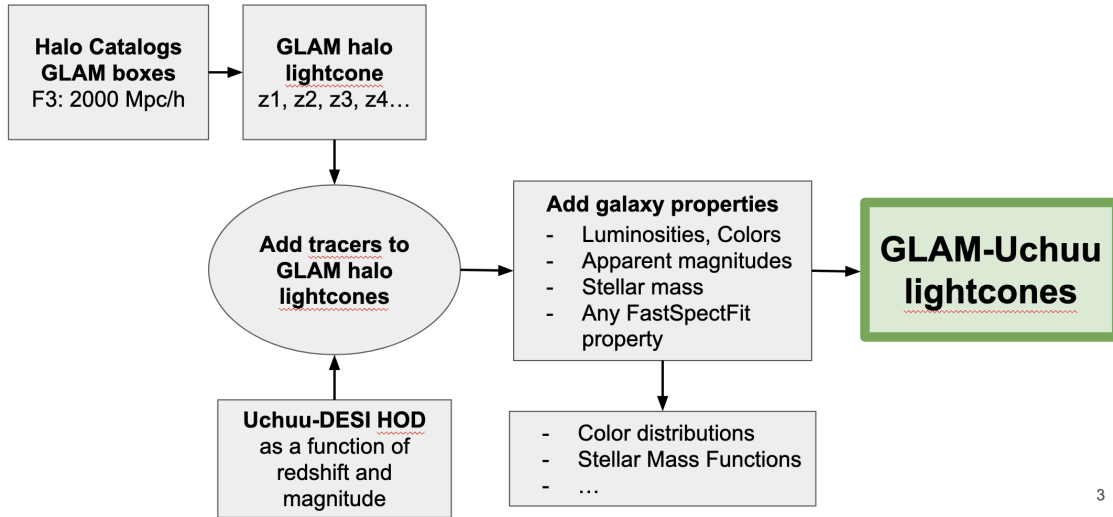 Halo Catalogs
GLAM boxes
F3: 2000 Mpc/h
GLAM halo
lightcone
z1, z2, z3, z4…
Add tracers to
GLAM halo
lightcones
Uchuu-DESI HOD
as a function of
redshift and
magnitude
Add galaxy properties
- Luminosities, Colors
- Apparent magnitudes
- Stellar mass
- Any FastSpectFit
property
- Color distributions
- Stellar Mass Functions
- …
GLAM-Uchuu
lightcones
3